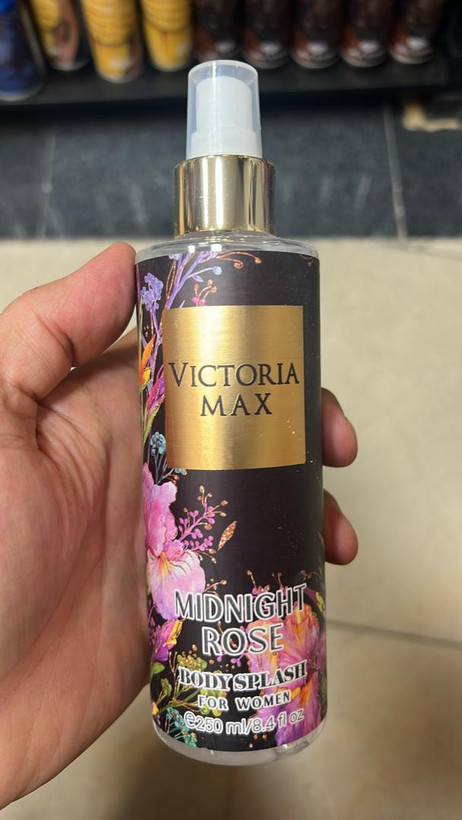 VICTORIA
MAX
MIDNIGHT
ROSE
BODY SPLASH
FOR WOMEN
℮250 ml/8.4 fl oz